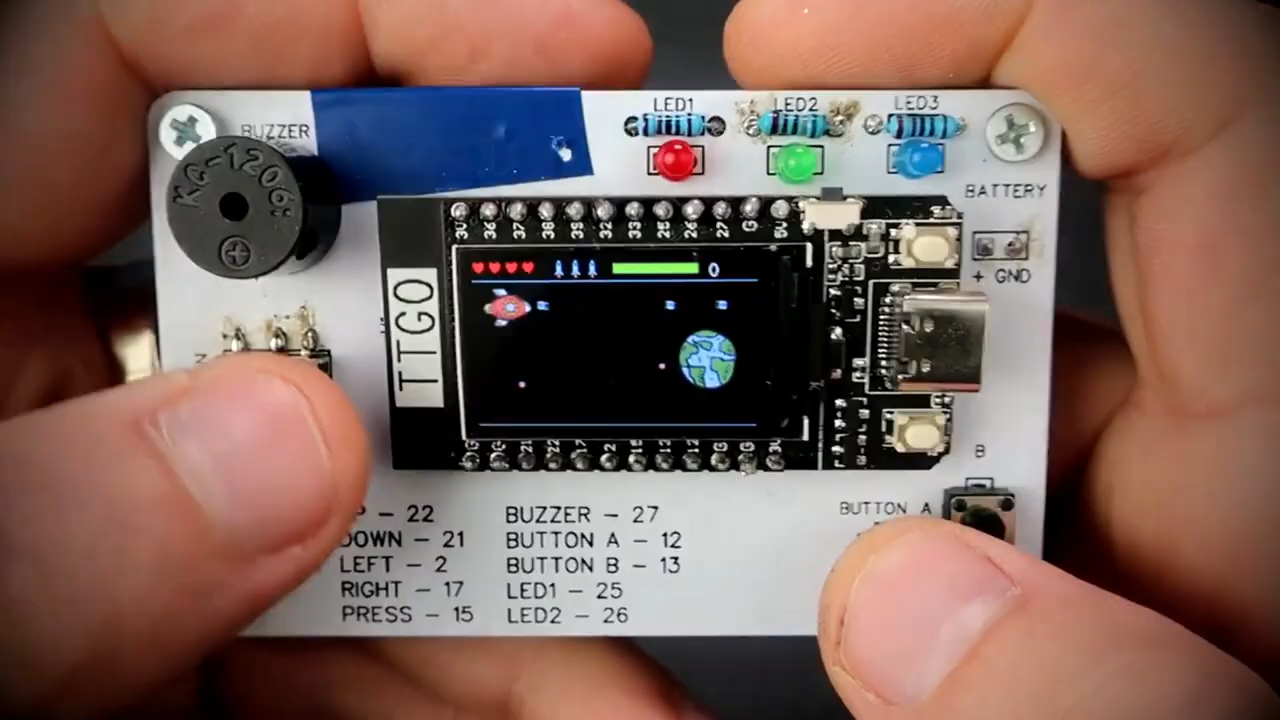 LED1 LED2 LED3
BUZZER
KC-1206
BATTERY
3V 36 37 38 39 32 33 25 26 27 G 5V
0
+ GND
TTGO
G G 21 22 17 2 15 13 12 G G 3V
B
– 22
DOWN – 21
LEFT – 2
RIGHT – 17
PRESS – 15
BUZZER – 27
BUTTON A – 12
BUTTON B – 13
LED1 – 25
LED2 – 26
BUTTON A